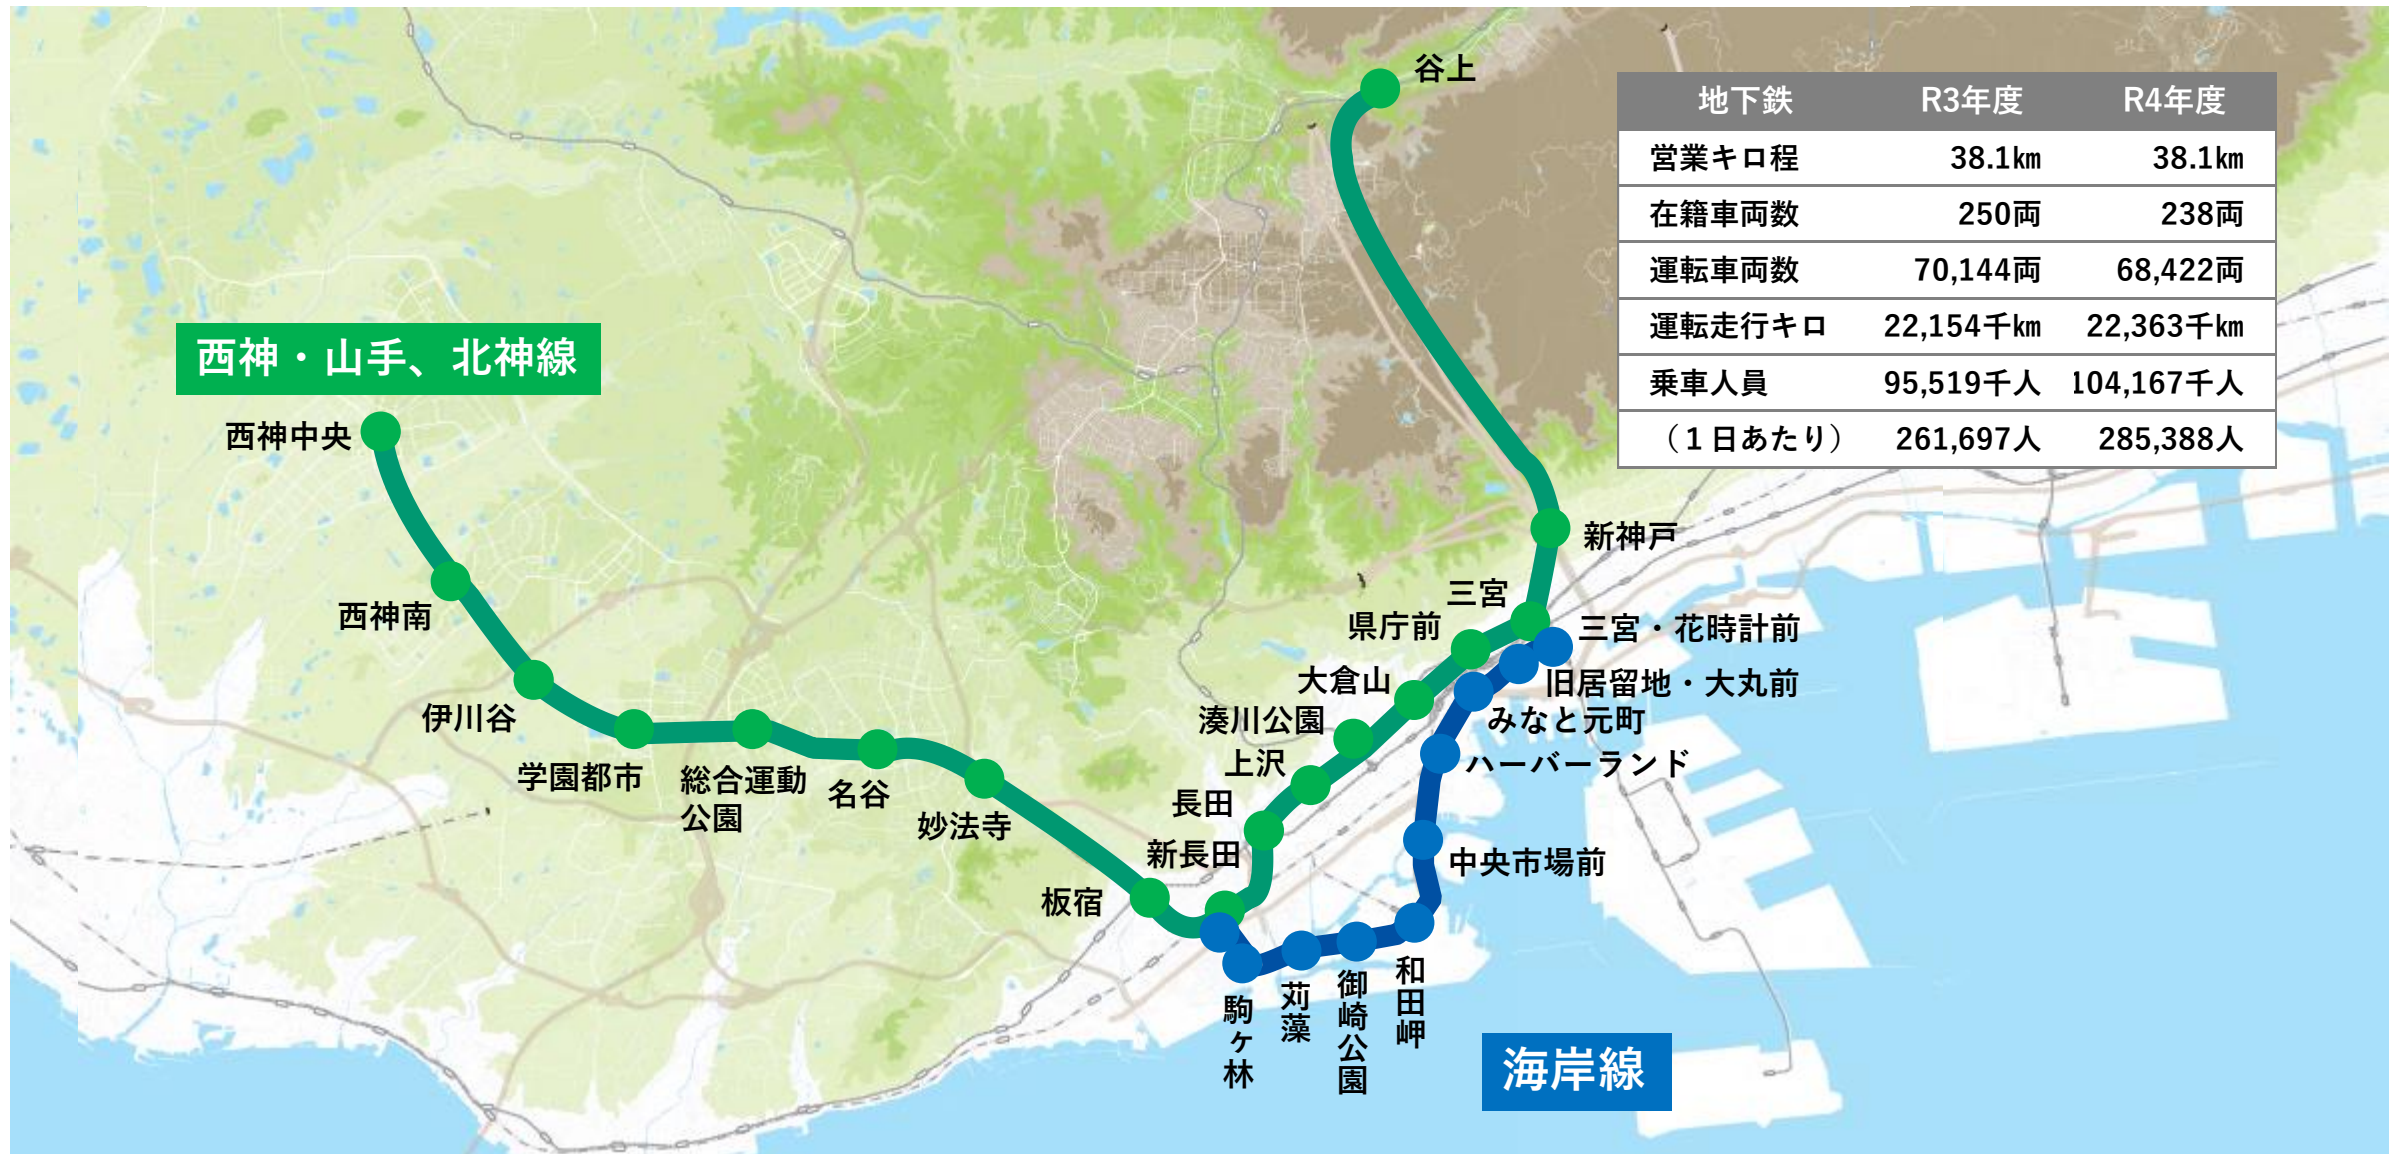 谷上
地下鉄 R3年度 R4年度
営業キロ程 38.1㎞ 38.1㎞
在籍車両数 250両 238両
運転車両数 70,144両 68,422両
運転走行キロ 22,154千㎞ 22,363千㎞
乗車人員 95,519千人 104,167千人
（１日あたり） 261,697人 285,388人
西神・山手、北神線
西神中央
西神南
伊川谷
学園都市
総合運動
公園
名谷
妙法寺
板宿
新長田
長田
上沢
湊川公園
大倉山
県庁前
三宮
新神戸
三宮・花時計前
旧居留地・大丸前
みなと元町
ハーバーランド
中央市場前
和田岬
御崎公園
苅藻
駒ヶ林
海岸線